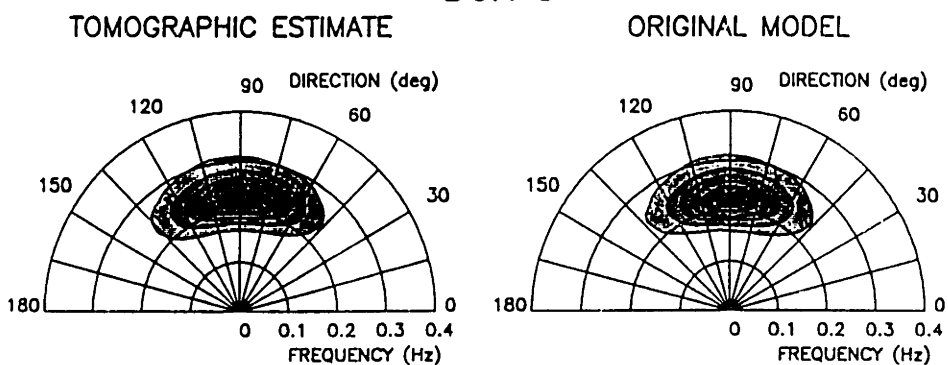 TOMOGRAPHIC ESTIMATE
90 DIRECTION (deg)
120
60
150
30
180
0
0 0.1 0.2 0.3 0.4
FREQUENCY (Hz)
ORIGINAL MODEL
90 DIRECTION (deg)
120
60
150
30
180
0
0 0.1 0.2 0.3 0.4
FREQUENCY (Hz)